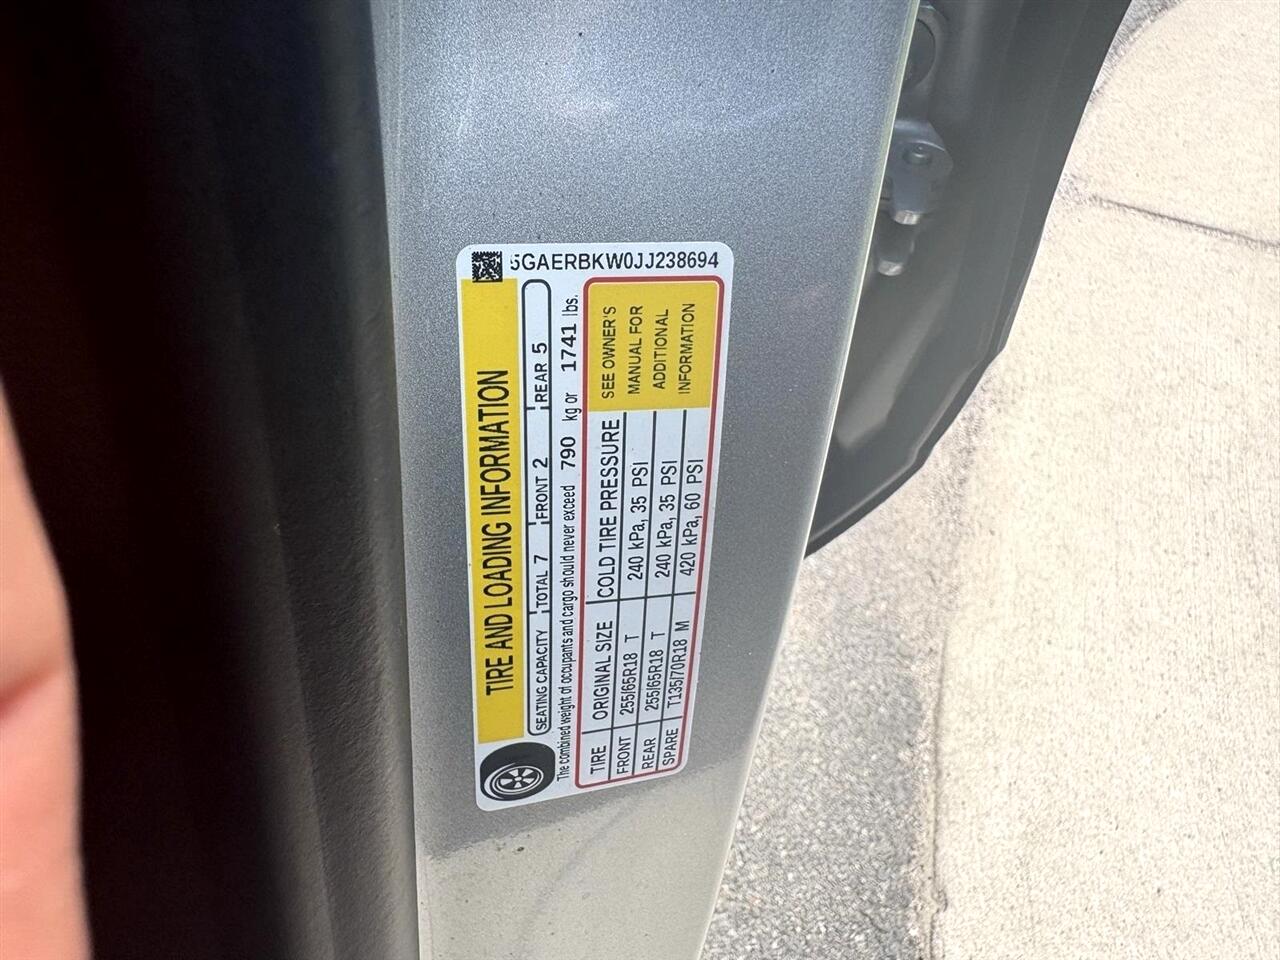 5GAERBKW0JJ238694
TIRE AND LOADING INFORMATION
SEATING CAPACITY TOTAL 7 FRONT 2 REAR 5
The combined weight of occupants and cargo should never exceed 790 kg or 1741 lbs.
TIRE ORIGINAL SIZE COLD TIRE PRESSURE
FRONT 255/65R18 T 240 kPa, 35 PSI
REAR 255/65R18 T 240 kPa, 35 PSI
SPARE T135/70R18 M 420 kPa, 60 PSI
SEE OWNER'S
MANUAL FOR
ADDITIONAL
INFORMATION